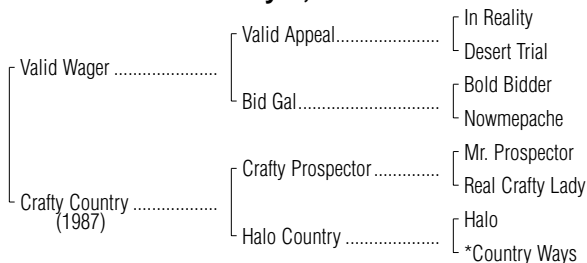 In Reality
Valid Appeal.....................
Desert Trial
Valid Wager .....................
Bold Bidder
Bid Gal.............................
Nowmepache
Mr. Prospector
Crafty Prospector.............
Real Crafty Lady
Crafty Country .................
(1987)
Halo
Halo Country ...................
*Country Ways